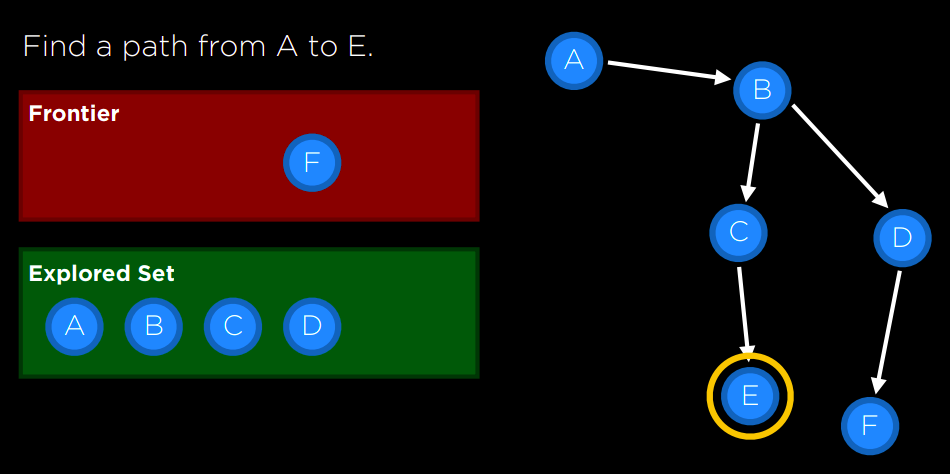 Find a path from A to E.
Frontier
F
Explored Set
A B C D
A
B
C
D
E
F